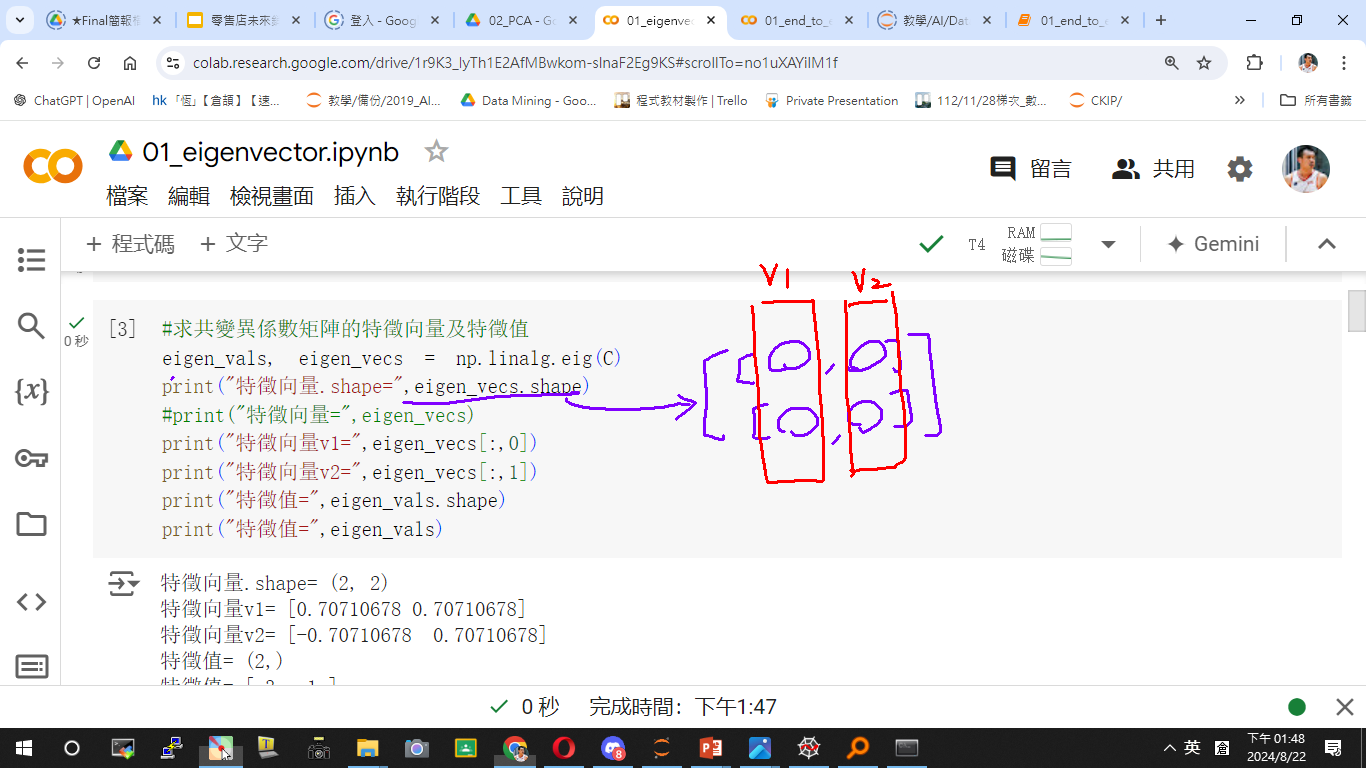 ★Final簡報檔
零售店未來銷
登入 - Goog
02_PCA - Go
01_eigenvec
01_end_to_e
教學/AI/Dat
01_end_to_e
colab.research.google.com/drive/1r9K3_lyTh1E2AfMBwkom-sInaF2Eg9KS#scrollTo=no1uXAYiIM1f
ChatGPT | OpenAI
hk 「恆」【倉頡】【速...
教學/備份/2019_AI...
Data Mining - Goo...
程式教材製作 | Trello
Private Presentation
112/11/28梯次_數...
CKIP/
所有書籤
01_eigenvector.ipynb
留言
共用
檔案 編輯 檢視畫面 插入 執行階段 工具 說明
+ 程式碼 + 文字
T4
RAM
磁碟
Gemini
V1 V2
[3]
0 秒
#求共變異係數矩陣的特徵向量及特徵值
eigen_vals, eigen_vecs = np.linalg.eig(C)
print("特徵向量.shape=",eigen_vecs.shape)
#print("特徵向量=",eigen_vecs)
print("特徵向量v1=",eigen_vecs[:,0])
print("特徵向量v2=",eigen_vecs[:,1])
print("特徵值=",eigen_vals.shape)
print("特徵值=",eigen_vals)
特徵向量.shape= (2, 2)
特徵向量v1= [0.70710678 0.70710678]
特徵向量v2= [-0.70710678 0.70710678]
特徵值= (2,)
0 秒 完成時間: 下午1:47
英
倉
下午 01:48
2024/8/22